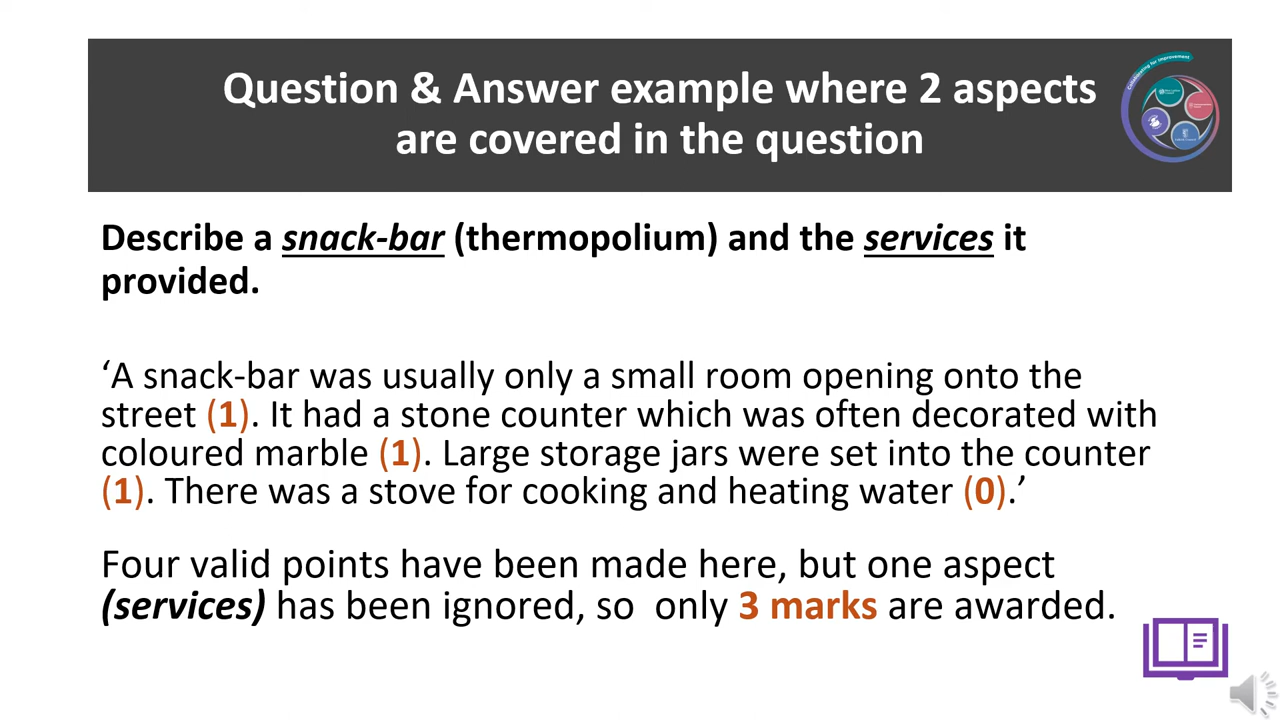 Question & Answer example where 2 aspects
are covered in the question
Collaborating for Improvement
Describe a snack-bar (thermopolium) and the services it
provided.
‘A snack-bar was usually only a small room opening onto the
street (1). It had a stone counter which was often decorated with
coloured marble (1). Large storage jars were set into the counter
(1). There was a stove for cooking and heating water (0).’
Four valid points have been made here, but one aspect
(services) has been ignored, so only 3 marks are awarded.